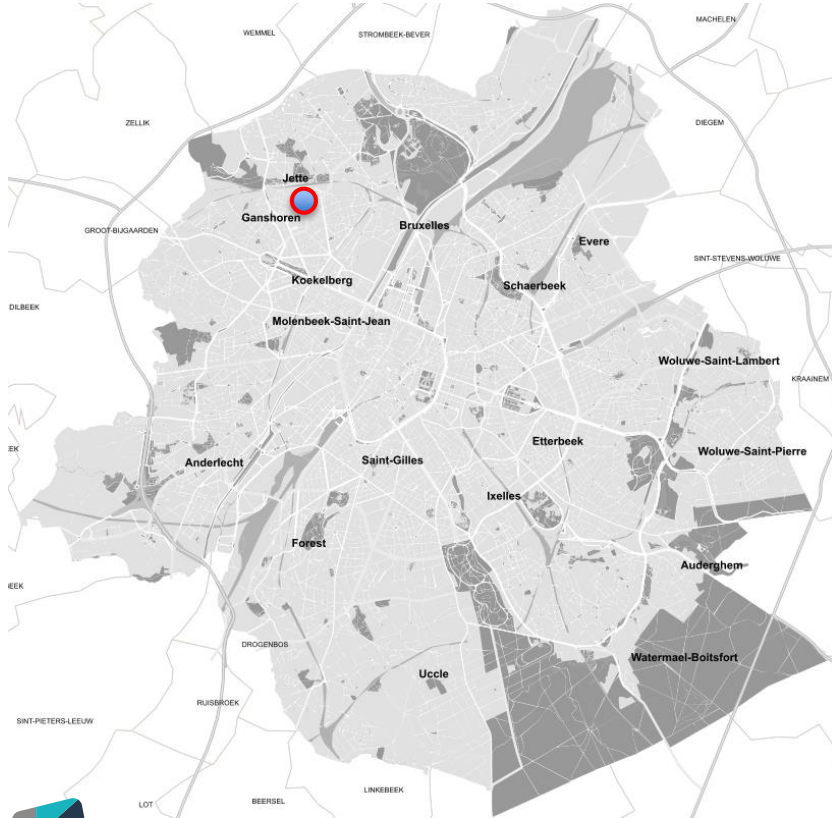 MACHELEN
WEMMEL
STROMBEEK-BEVER
ZELLIK
DIEGEM
Jette
Ganshoren
Bruxelles
GROOT-BIJGAARDEN
Evere
SINT-STEVENS-WOLUWE
Koekelberg
Schaerbeek
DILBEEK
Molenbeek-Saint-Jean
Woluwe-Saint-Lambert
KRAAINEM
Etterbeek
EK
Woluwe-Saint-Pierre
Anderlecht
Saint-Gilles
Ixelles
Forest
Auderghem
EEK
DROGENBOS
Watermael-Boitsfort
Uccle
RUISBROEK
SINT-PIETERS-LEEUW
LINKEBEEK
BEERSEL
LOT